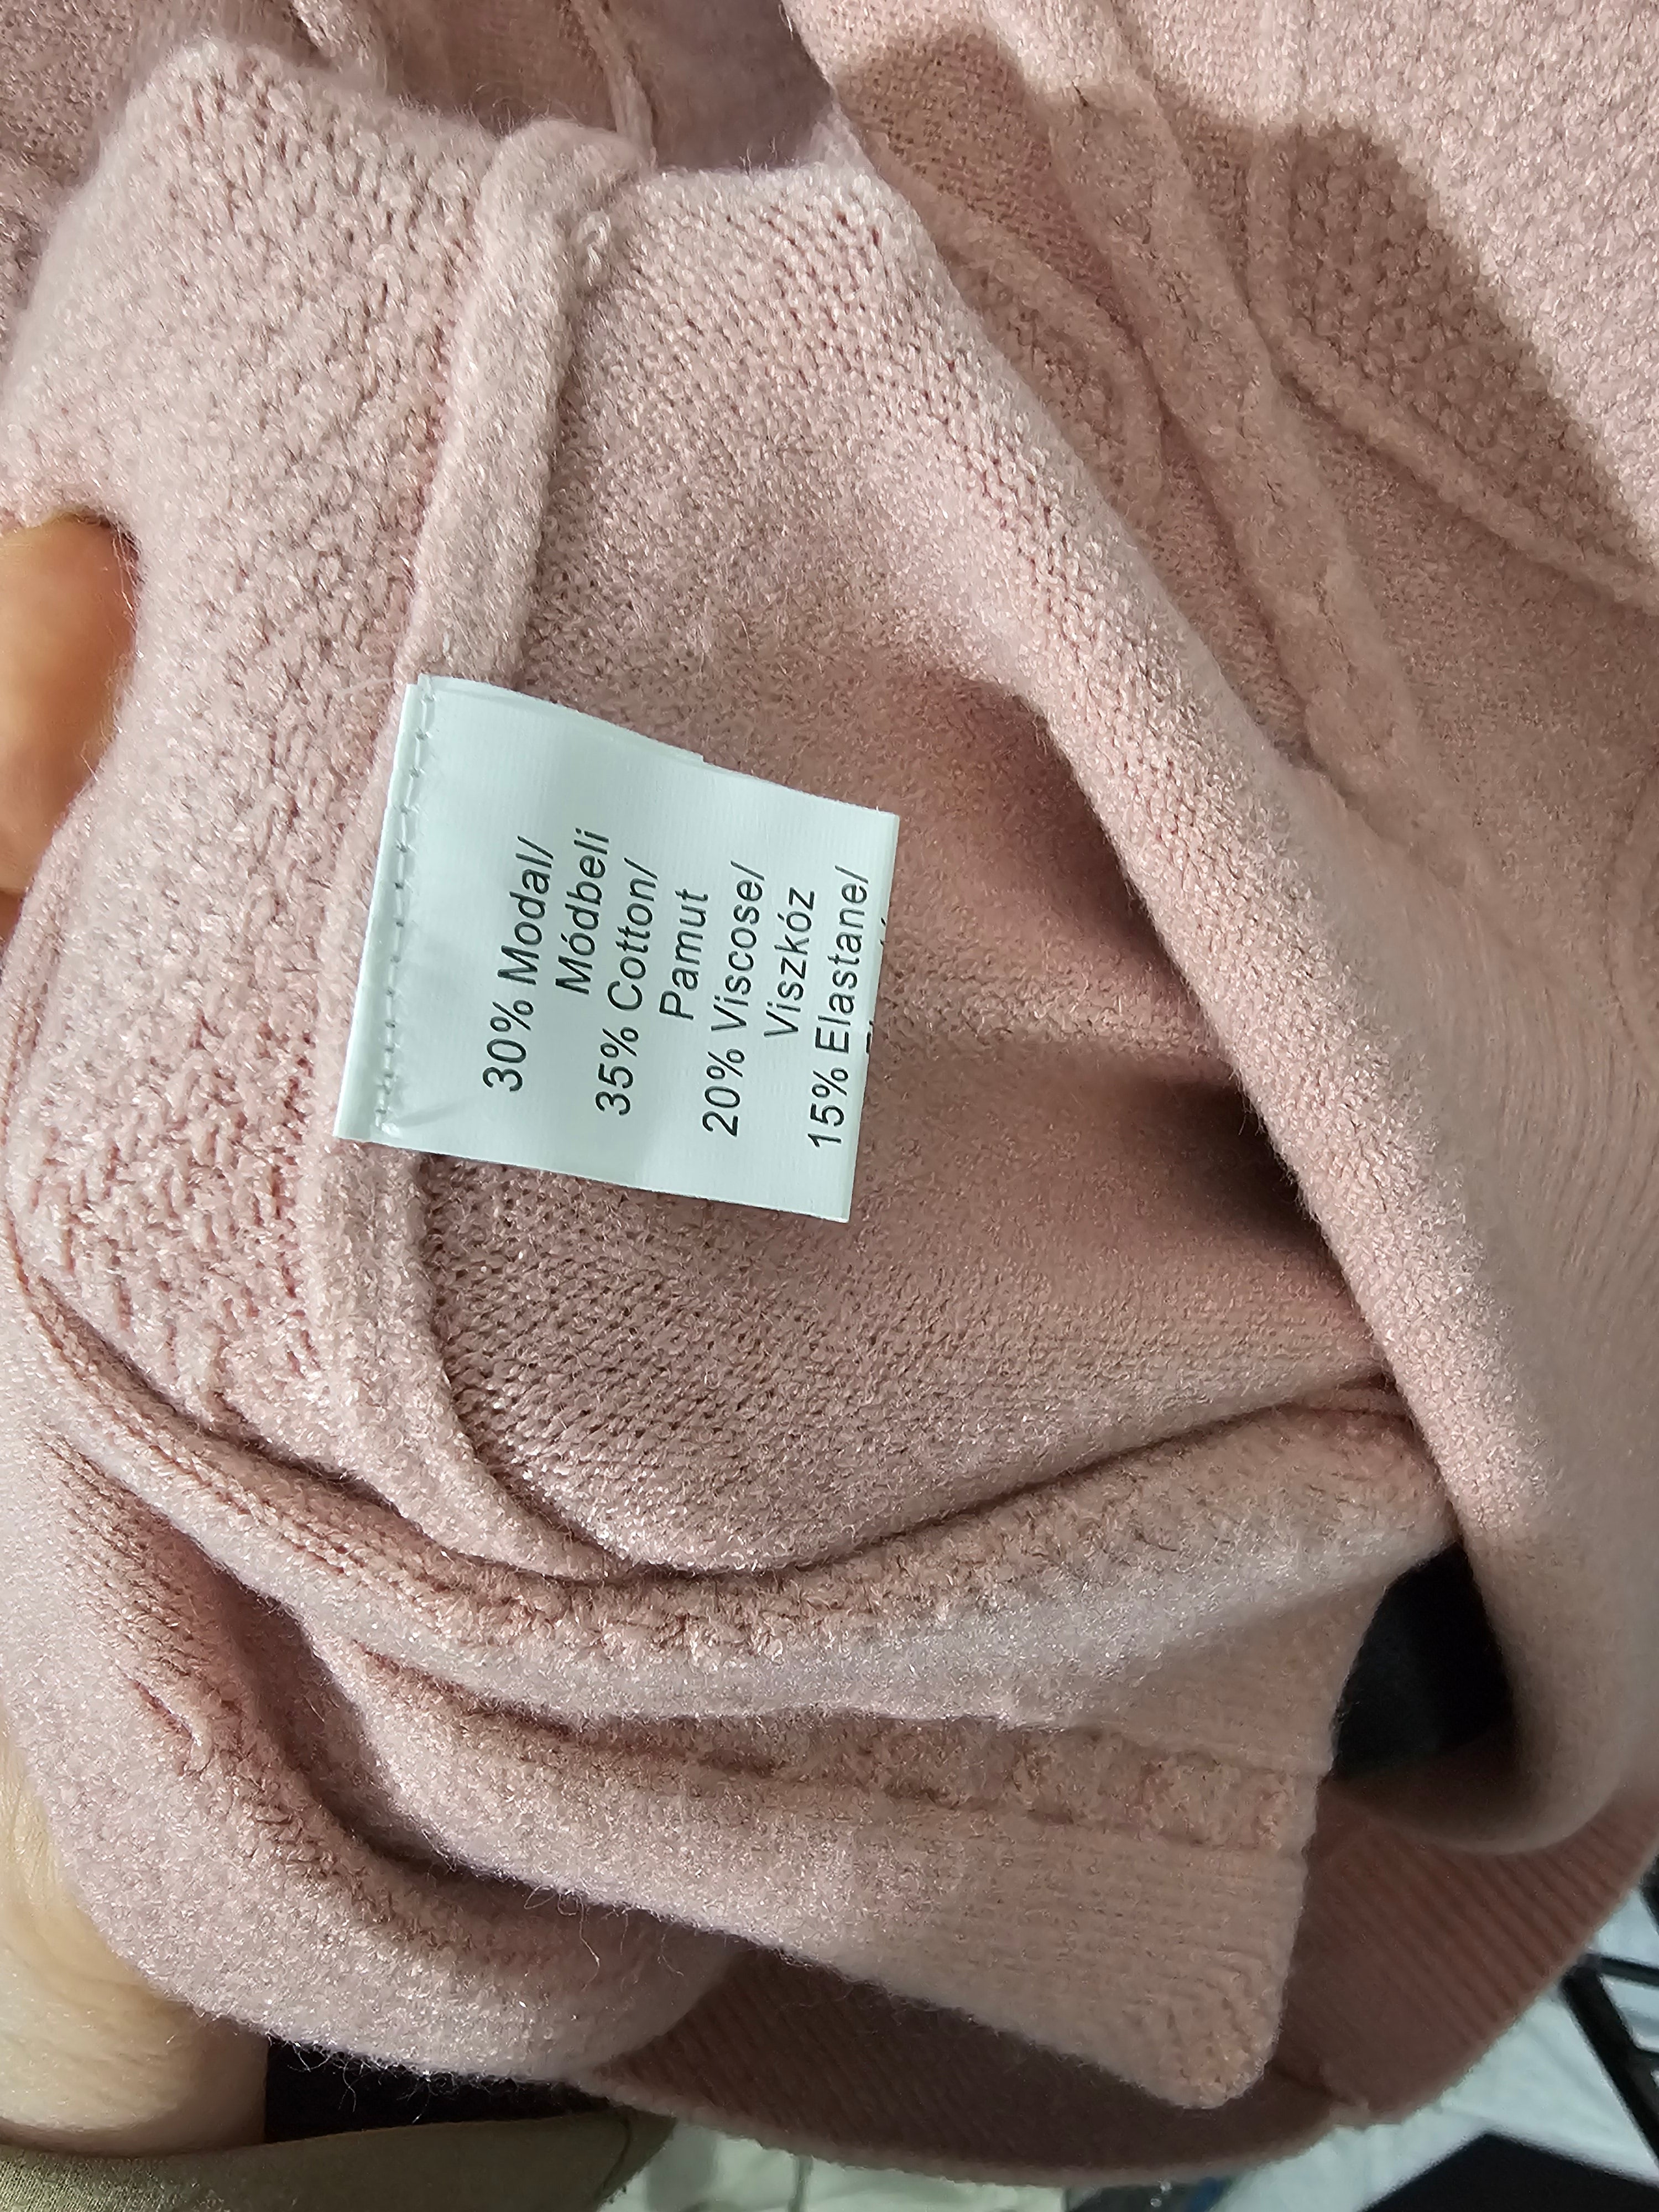 30% Modal/
Módbeli
35% Cotton/
Pamut
20% Viscose/
Viszkóz
15% Elastane/